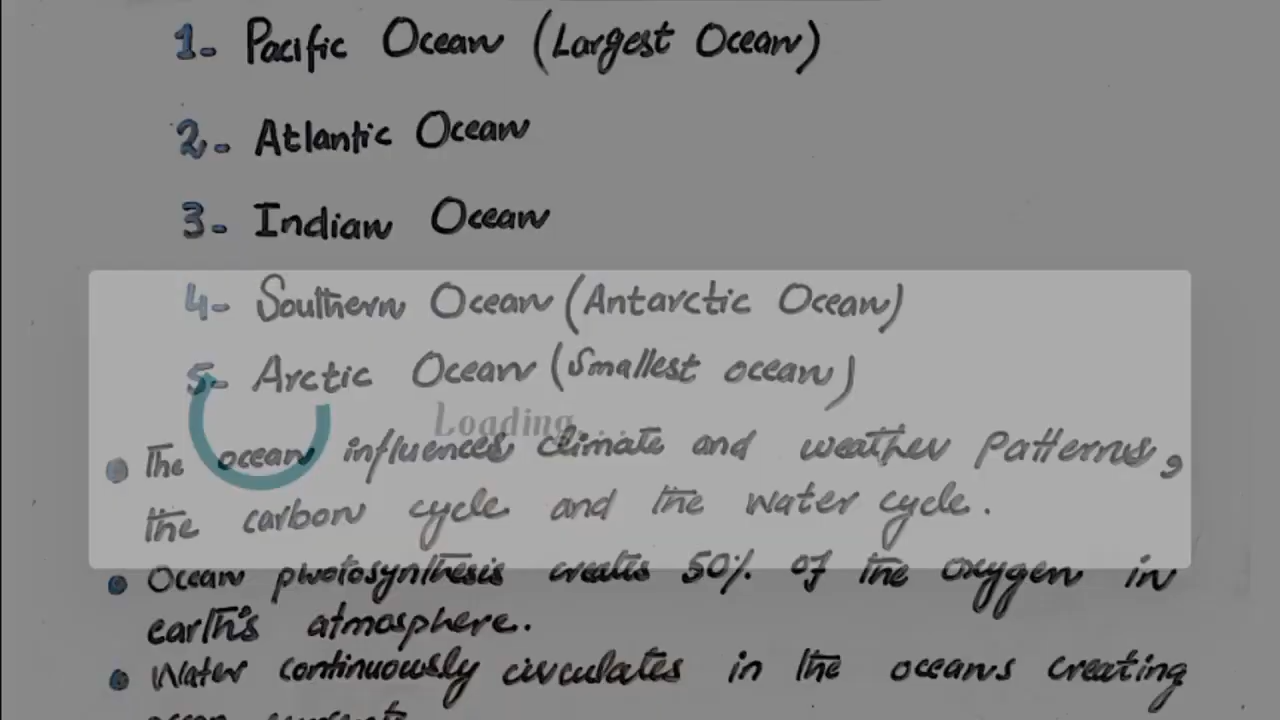 1- Pacific Ocean (Largest Ocean)
2- Atlantic Ocean
3- Indian Ocean
4- Southern Ocean (Antarctic Ocean)
5- Arctic Ocean (Smallest ocean)
Loading...
• The ocean influences climate and weather Patterns,
the carbon cycle and the water cycle.
• Ocean photosynthesis creates 50% of the oxygen in
earth's atmosphere.
• Water continuously circulates in the oceans creating